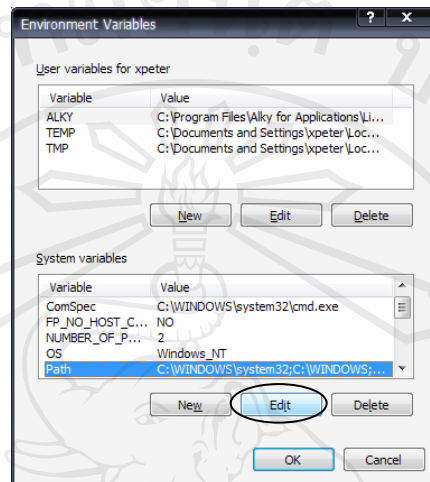 Environment Variables
User variables for xpeter
Variable Value
ALKY C:\Program Files\Alky for Applications\Li...
TEMP C:\Documents and Settings\xpeter\Loc...
TMP C:\Documents and Settings\xpeter\Loc...
New Edit Delete
System variables
Variable Value
ComSpec C:\WINDOWS\system32\cmd.exe
FP_NO_HOST_C... NO
NUMBER_OF_P... 2
OS Windows_NT
Path C:\WINDOWS\system32;C:\WINDOWS;...
New Edit Delete
OK Cancel